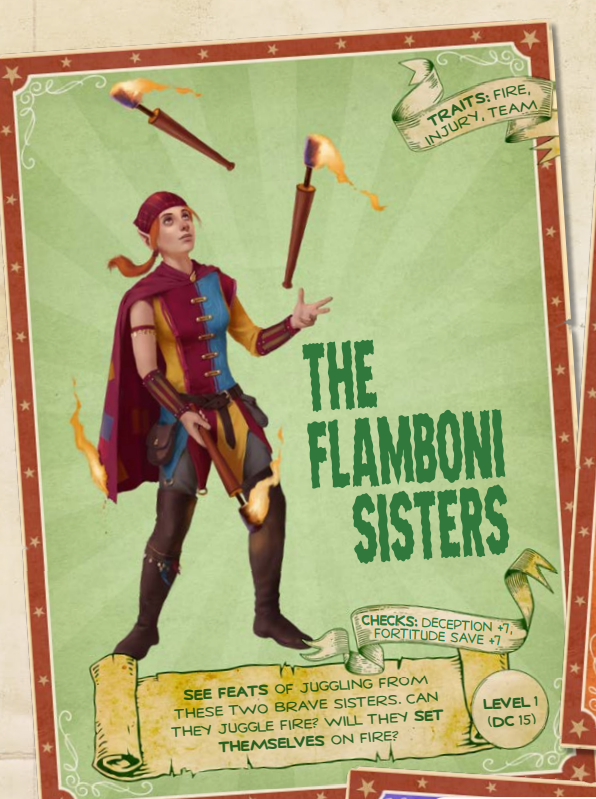 TRAITS: FIRE,
INJURY, TEAM
THE
FLAMBONI
SISTERS
CHECKS: DECEPTION +7,
FORTITUDE SAVE +7
SEE FEATS OF JUGGLING FROM
THESE TWO BRAVE SISTERS. CAN
THEY JUGGLE FIRE? WILL THEY SET
THEMSELVES ON FIRE?
LEVEL 1
(DC 15)